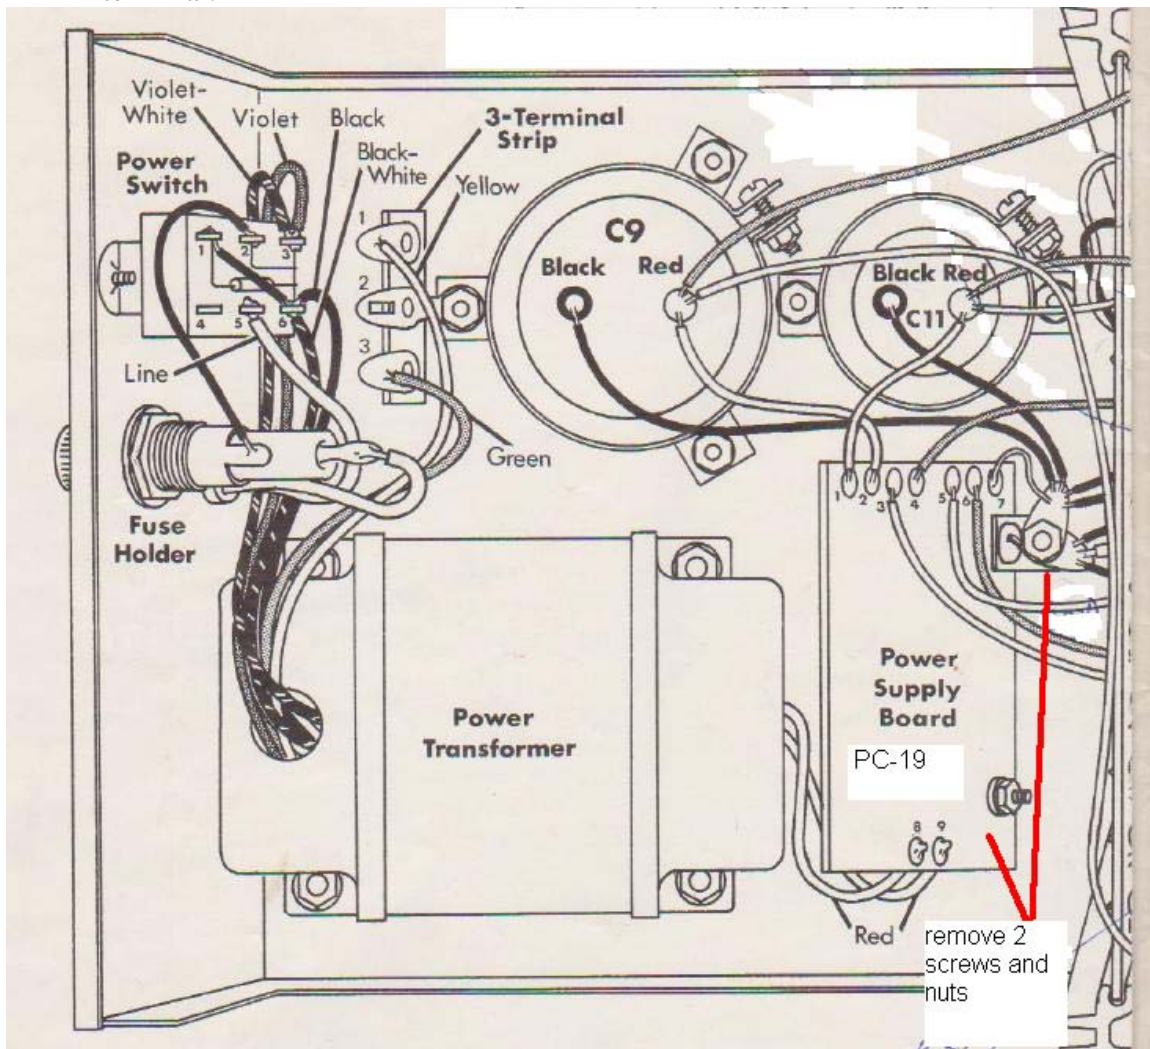 Violet-
White
Violet
Black
3-Terminal
Strip
Black-
White
Yellow
Power
Switch
1
2
3
4
5
6
Line
1
2
3
Green
Fuse
Holder
C9
Black Red
Black Red
C11
1
2
3
4
5
6
7
Power
Transformer
Power
Supply
Board
PC-19
8
9
Red
remove 2
screws and
nuts